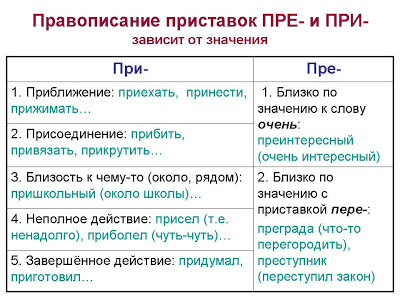 Правописание приставок ПРЕ- и ПРИ-
зависит от значения
При-
1. Приближение: приехать, принести,
прижимать…
2. Присоединение: прибить,
привязать, прикрутить…
3. Близость к чему-то (около, рядом):
пришкольный (около школы)…
4. Неполное действие: присел (т.е.
ненадолго), приболел (чуть-чуть)…
5. Завершённое действие: придумал,
приготовил…
Пре-
1. Близко по
значению к слову
очень:
преинтересный
(очень интересный)
2. Близко по
значению с
приставкой пере-:
преграда (что-то
перегородить),
преступник
(переступил закон)